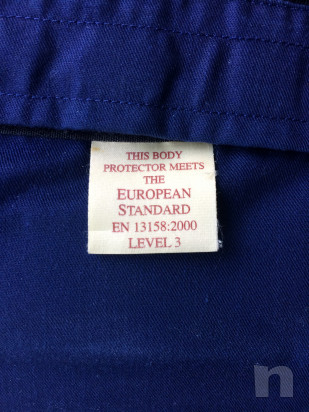 THIS BODY
PROTECTOR MEETS
THE
EUROPEAN
STANDARD
EN 13158:2000
LEVEL 3
n